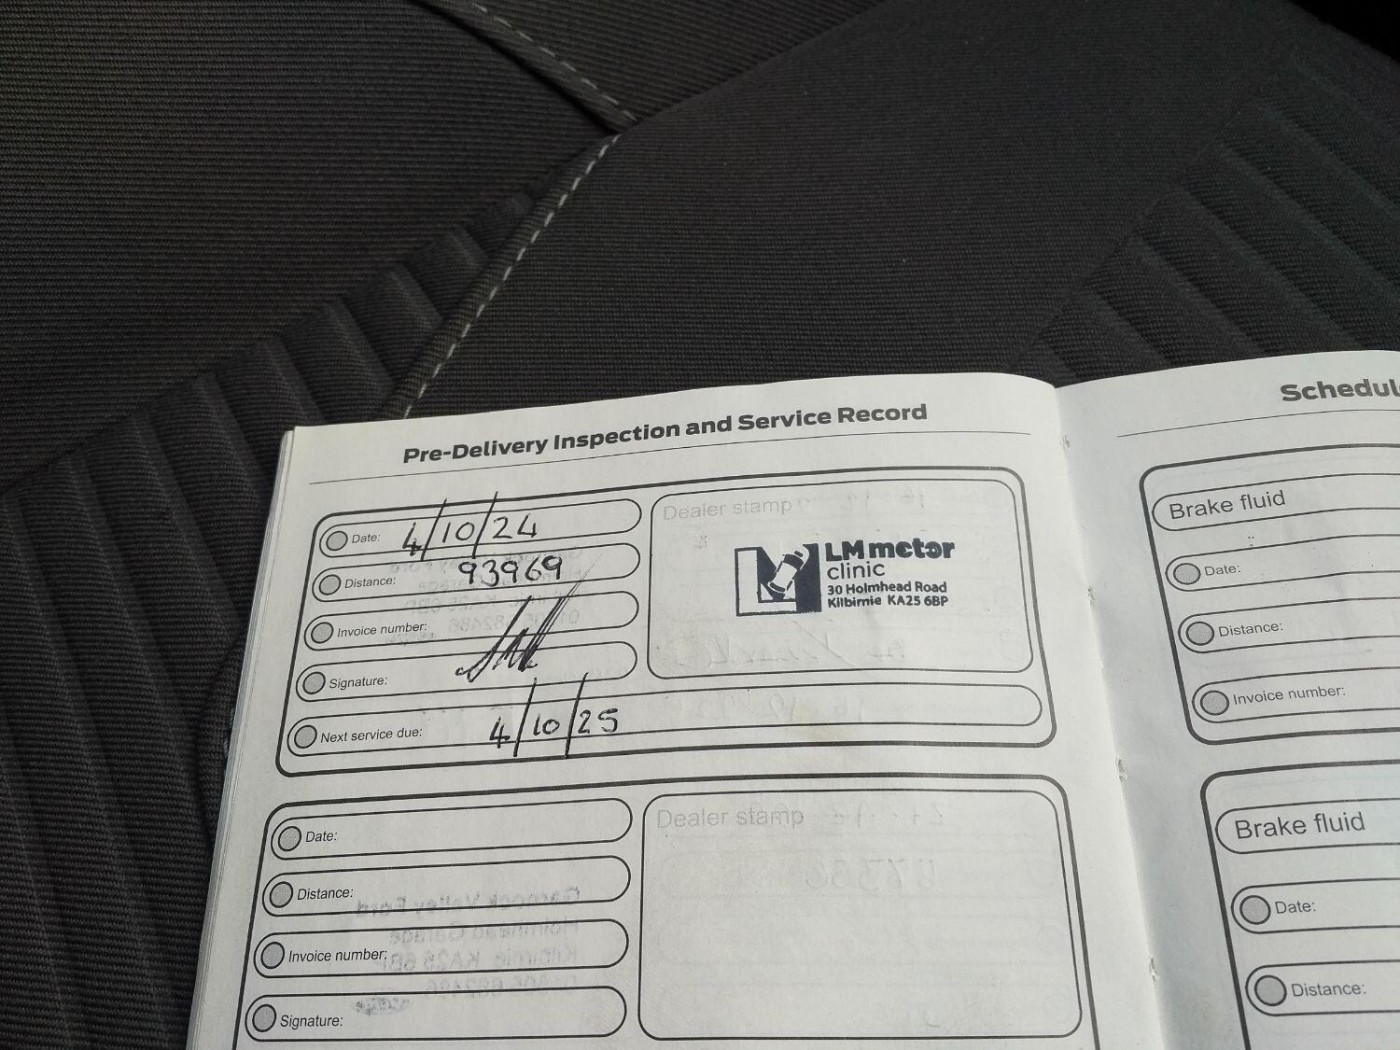 Pre-Delivery Inspection and Service Record
Date: 4/10/24
Distance: 93969
Invoice number:
Signature:
Next service due: 4/10/25
Dealer stamp
LM motor
clinic
30 Holmhead Road
Kilbirnie KA25 6BP
Date:
Distance:
Invoice number:
Signature:
Dealer stamp
Schedul
Brake fluid
Date:
Distance:
Invoice number:
Brake fluid
Date:
Distance: